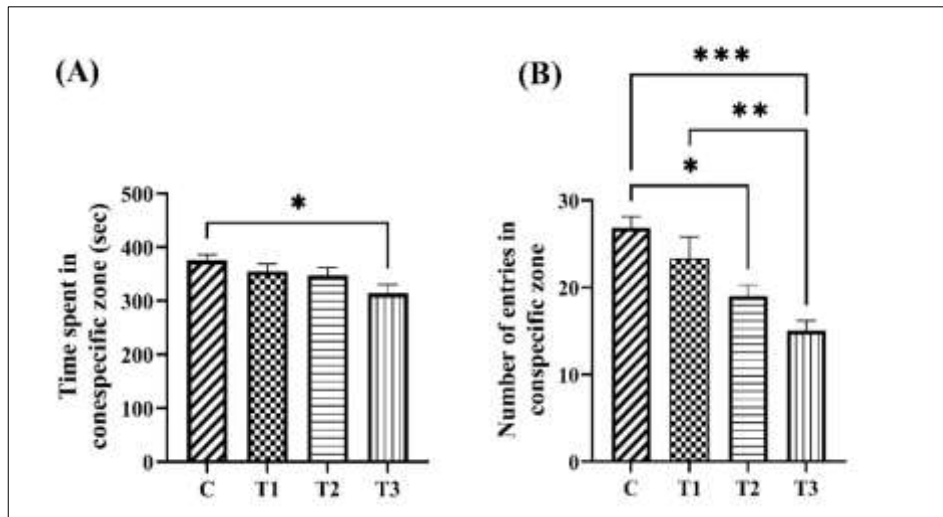 (A)
Time spent in
conespecific zone (sec)
500
400
300
200
100
0
*
C T1 T2 T3
(B)
Number of entries in
conspecific zone
30
20
10
0
***
**
*
C T1 T2 T3